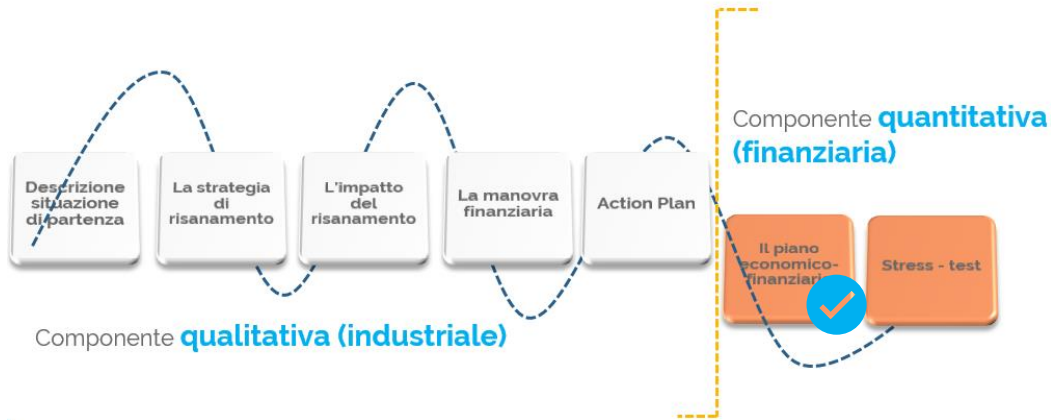 Descrizione
situazione
di partenza
La strategia
di
risanamento
L'impatto
del
risanamento
La manovra
finanziaria
Action Plan
Componente quantitativa
(finanziaria)
Il piano
economico-
finanziario
Stress - test
Componente qualitativa (industriale)